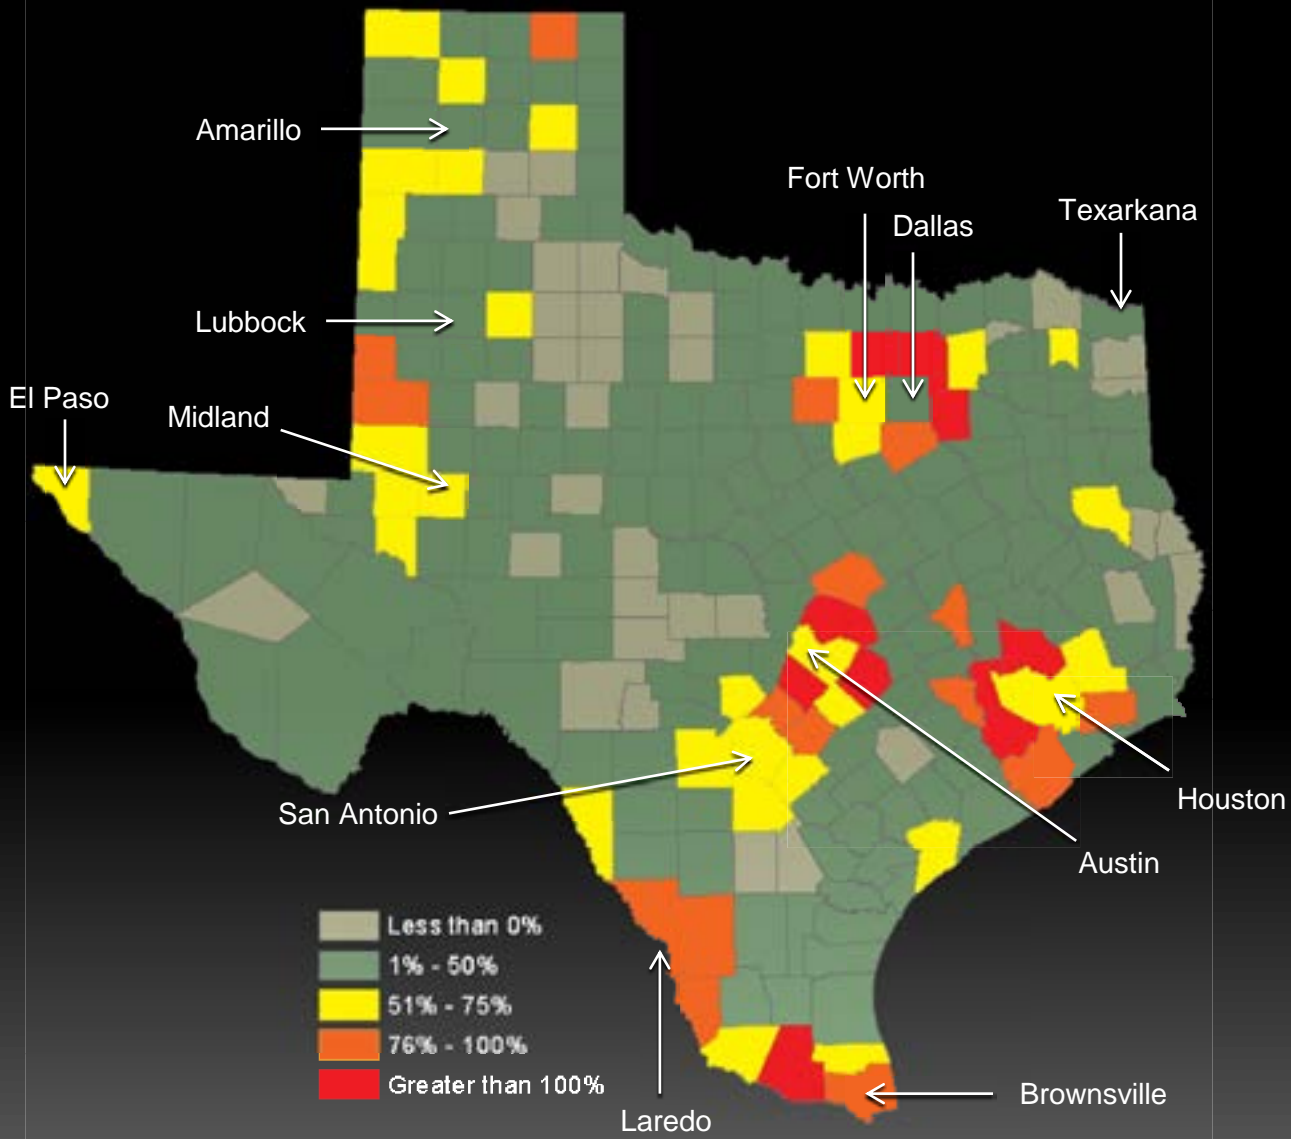 Amarillo
Fort Worth
Texarkana
Dallas
Lubbock
El Paso
Midland
San Antonio
Houston
Austin
Less than 0%
1% - 50%
51% - 75%
76% - 100%
Greater than 100%
Brownsville
Laredo